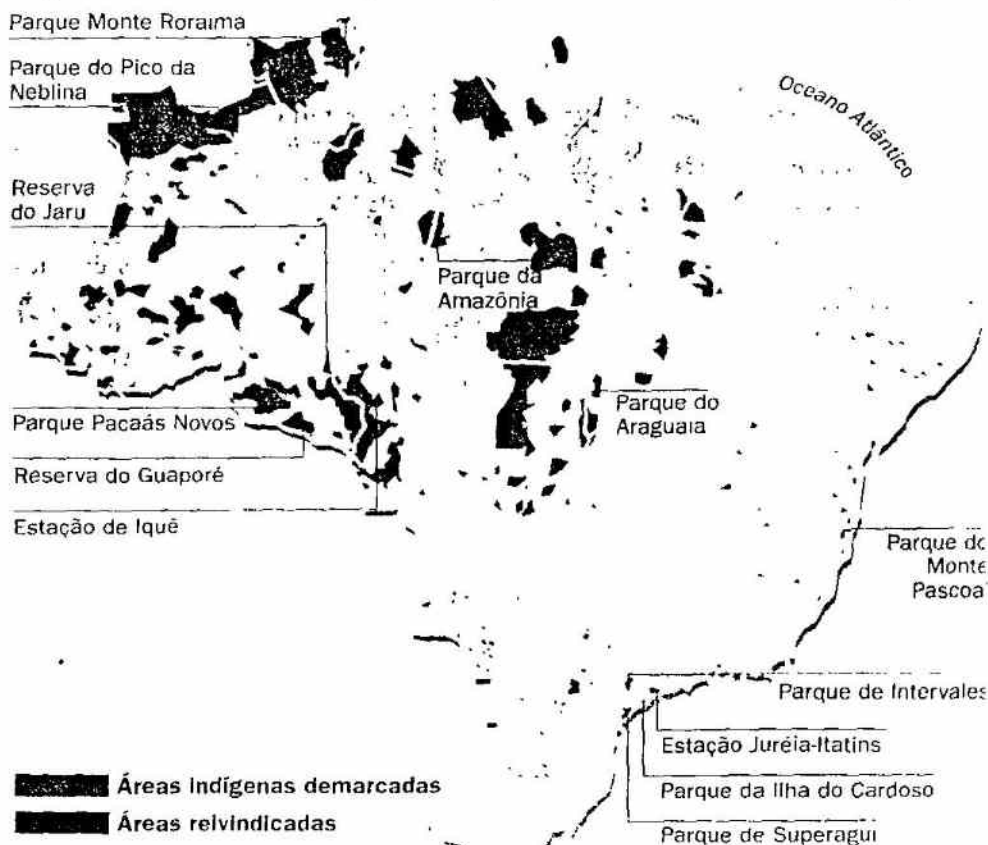 Parque Monte Roraima
Parque do Pico da
Neblina
Oceano Atlântico
Reserva
do Jaru
Parque da
Amazônia
Parque do
Araguaia
Parque Pacaás Novos
Reserva do Guaporé
Estação de Iquê
Parque do
Monte
Pascoal
Parque de Intervales
Estação Juréia-Itatins
Parque da Ilha do Cardoso
Parque de Superagui
Áreas indígenas demarcadas
Áreas reivindicadas